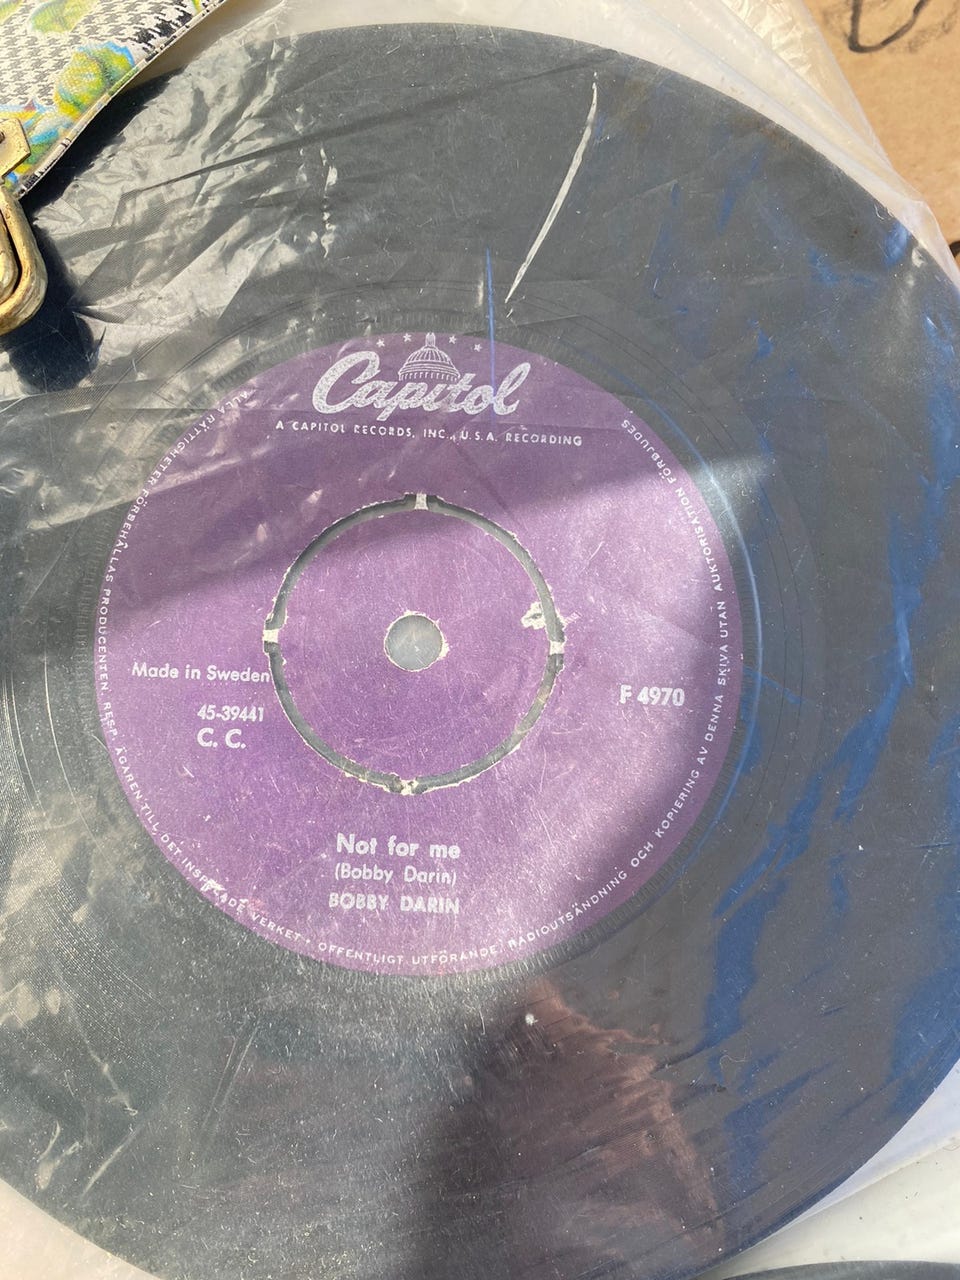 Capitol
A CAPITOL RECORDS, INC., U.S.A. RECORDING
ALLA RÄTTIGHETER FÖRBEHÅLLAS PRODUCENTEN, RESP. ÄGAREN TILL DET INSPELADE VERKET • OFFENTLIGT UTFÖRANDE, RADIOUTSÄNDNING OCH KOPIERING AV DENNA SKIVA UTAN AUKTORISATION FÖRBJUDES
Made in Sweden
45-39441
C. C.
F 4970
Not for me
(Bobby Darin)
BOBBY DARIN